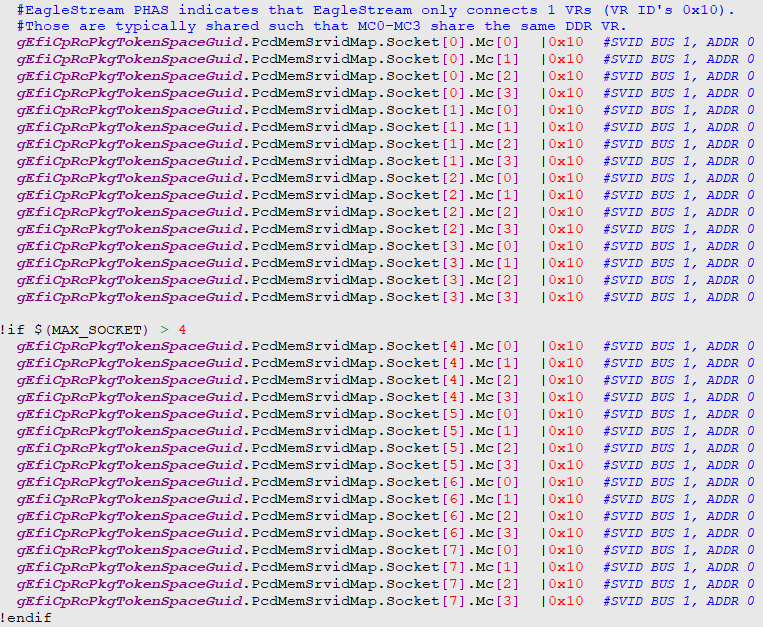 #EagleStream PHAS indicates that EagleStream only connects 1 VRs (VR ID's 0x10).
#Those are typically shared such that MC0-MC3 share the same DDR VR.
gEfiCpRcPkgTokenSpaceGuid.PcdMemSrvidMap.Socket[0].Mc[0] |0x10 #SVID BUS 1, ADDR 0
gEfiCpRcPkgTokenSpaceGuid.PcdMemSrvidMap.Socket[0].Mc[1] |0x10 #SVID BUS 1, ADDR 0
gEfiCpRcPkgTokenSpaceGuid.PcdMemSrvidMap.Socket[0].Mc[2] |0x10 #SVID BUS 1, ADDR 0
gEfiCpRcPkgTokenSpaceGuid.PcdMemSrvidMap.Socket[0].Mc[3] |0x10 #SVID BUS 1, ADDR 0
gEfiCpRcPkgTokenSpaceGuid.PcdMemSrvidMap.Socket[1].Mc[0] |0x10 #SVID BUS 1, ADDR 0
gEfiCpRcPkgTokenSpaceGuid.PcdMemSrvidMap.Socket[1].Mc[1] |0x10 #SVID BUS 1, ADDR 0
gEfiCpRcPkgTokenSpaceGuid.PcdMemSrvidMap.Socket[1].Mc[2] |0x10 #SVID BUS 1, ADDR 0
gEfiCpRcPkgTokenSpaceGuid.PcdMemSrvidMap.Socket[1].Mc[3] |0x10 #SVID BUS 1, ADDR 0
gEfiCpRcPkgTokenSpaceGuid.PcdMemSrvidMap.Socket[2].Mc[0] |0x10 #SVID BUS 1, ADDR 0
gEfiCpRcPkgTokenSpaceGuid.PcdMemSrvidMap.Socket[2].Mc[1] |0x10 #SVID BUS 1, ADDR 0
gEfiCpRcPkgTokenSpaceGuid.PcdMemSrvidMap.Socket[2].Mc[2] |0x10 #SVID BUS 1, ADDR 0
gEfiCpRcPkgTokenSpaceGuid.PcdMemSrvidMap.Socket[2].Mc[3] |0x10 #SVID BUS 1, ADDR 0
gEfiCpRcPkgTokenSpaceGuid.PcdMemSrvidMap.Socket[3].Mc[0] |0x10 #SVID BUS 1, ADDR 0
gEfiCpRcPkgTokenSpaceGuid.PcdMemSrvidMap.Socket[3].Mc[1] |0x10 #SVID BUS 1, ADDR 0
gEfiCpRcPkgTokenSpaceGuid.PcdMemSrvidMap.Socket[3].Mc[2] |0x10 #SVID BUS 1, ADDR 0
gEfiCpRcPkgTokenSpaceGuid.PcdMemSrvidMap.Socket[3].Mc[3] |0x10 #SVID BUS 1, ADDR 0
!if $(MAX_SOCKET) > 4
gEfiCpRcPkgTokenSpaceGuid.PcdMemSrvidMap.Socket[4].Mc[0] |0x10 #SVID BUS 1, ADDR 0
gEfiCpRcPkgTokenSpaceGuid.PcdMemSrvidMap.Socket[4].Mc[1] |0x10 #SVID BUS 1, ADDR 0
gEfiCpRcPkgTokenSpaceGuid.PcdMemSrvidMap.Socket[4].Mc[2] |0x10 #SVID BUS 1, ADDR 0
gEfiCpRcPkgTokenSpaceGuid.PcdMemSrvidMap.Socket[4].Mc[3] |0x10 #SVID BUS 1, ADDR 0
gEfiCpRcPkgTokenSpaceGuid.PcdMemSrvidMap.Socket[5].Mc[0] |0x10 #SVID BUS 1, ADDR 0
gEfiCpRcPkgTokenSpaceGuid.PcdMemSrvidMap.Socket[5].Mc[1] |0x10 #SVID BUS 1, ADDR 0
gEfiCpRcPkgTokenSpaceGuid.PcdMemSrvidMap.Socket[5].Mc[2] |0x10 #SVID BUS 1, ADDR 0
gEfiCpRcPkgTokenSpaceGuid.PcdMemSrvidMap.Socket[5].Mc[3] |0x10 #SVID BUS 1, ADDR 0
gEfiCpRcPkgTokenSpaceGuid.PcdMemSrvidMap.Socket[6].Mc[0] |0x10 #SVID BUS 1, ADDR 0
gEfiCpRcPkgTokenSpaceGuid.PcdMemSrvidMap.Socket[6].Mc[1] |0x10 #SVID BUS 1, ADDR 0
gEfiCpRcPkgTokenSpaceGuid.PcdMemSrvidMap.Socket[6].Mc[2] |0x10 #SVID BUS 1, ADDR 0
gEfiCpRcPkgTokenSpaceGuid.PcdMemSrvidMap.Socket[6].Mc[3] |0x10 #SVID BUS 1, ADDR 0
gEfiCpRcPkgTokenSpaceGuid.PcdMemSrvidMap.Socket[7].Mc[0] |0x10 #SVID BUS 1, ADDR 0
gEfiCpRcPkgTokenSpaceGuid.PcdMemSrvidMap.Socket[7].Mc[1] |0x10 #SVID BUS 1, ADDR 0
gEfiCpRcPkgTokenSpaceGuid.PcdMemSrvidMap.Socket[7].Mc[2] |0x10 #SVID BUS 1, ADDR 0
gEfiCpRcPkgTokenSpaceGuid.PcdMemSrvidMap.Socket[7].Mc[3] |0x10 #SVID BUS 1, ADDR 0
!endif